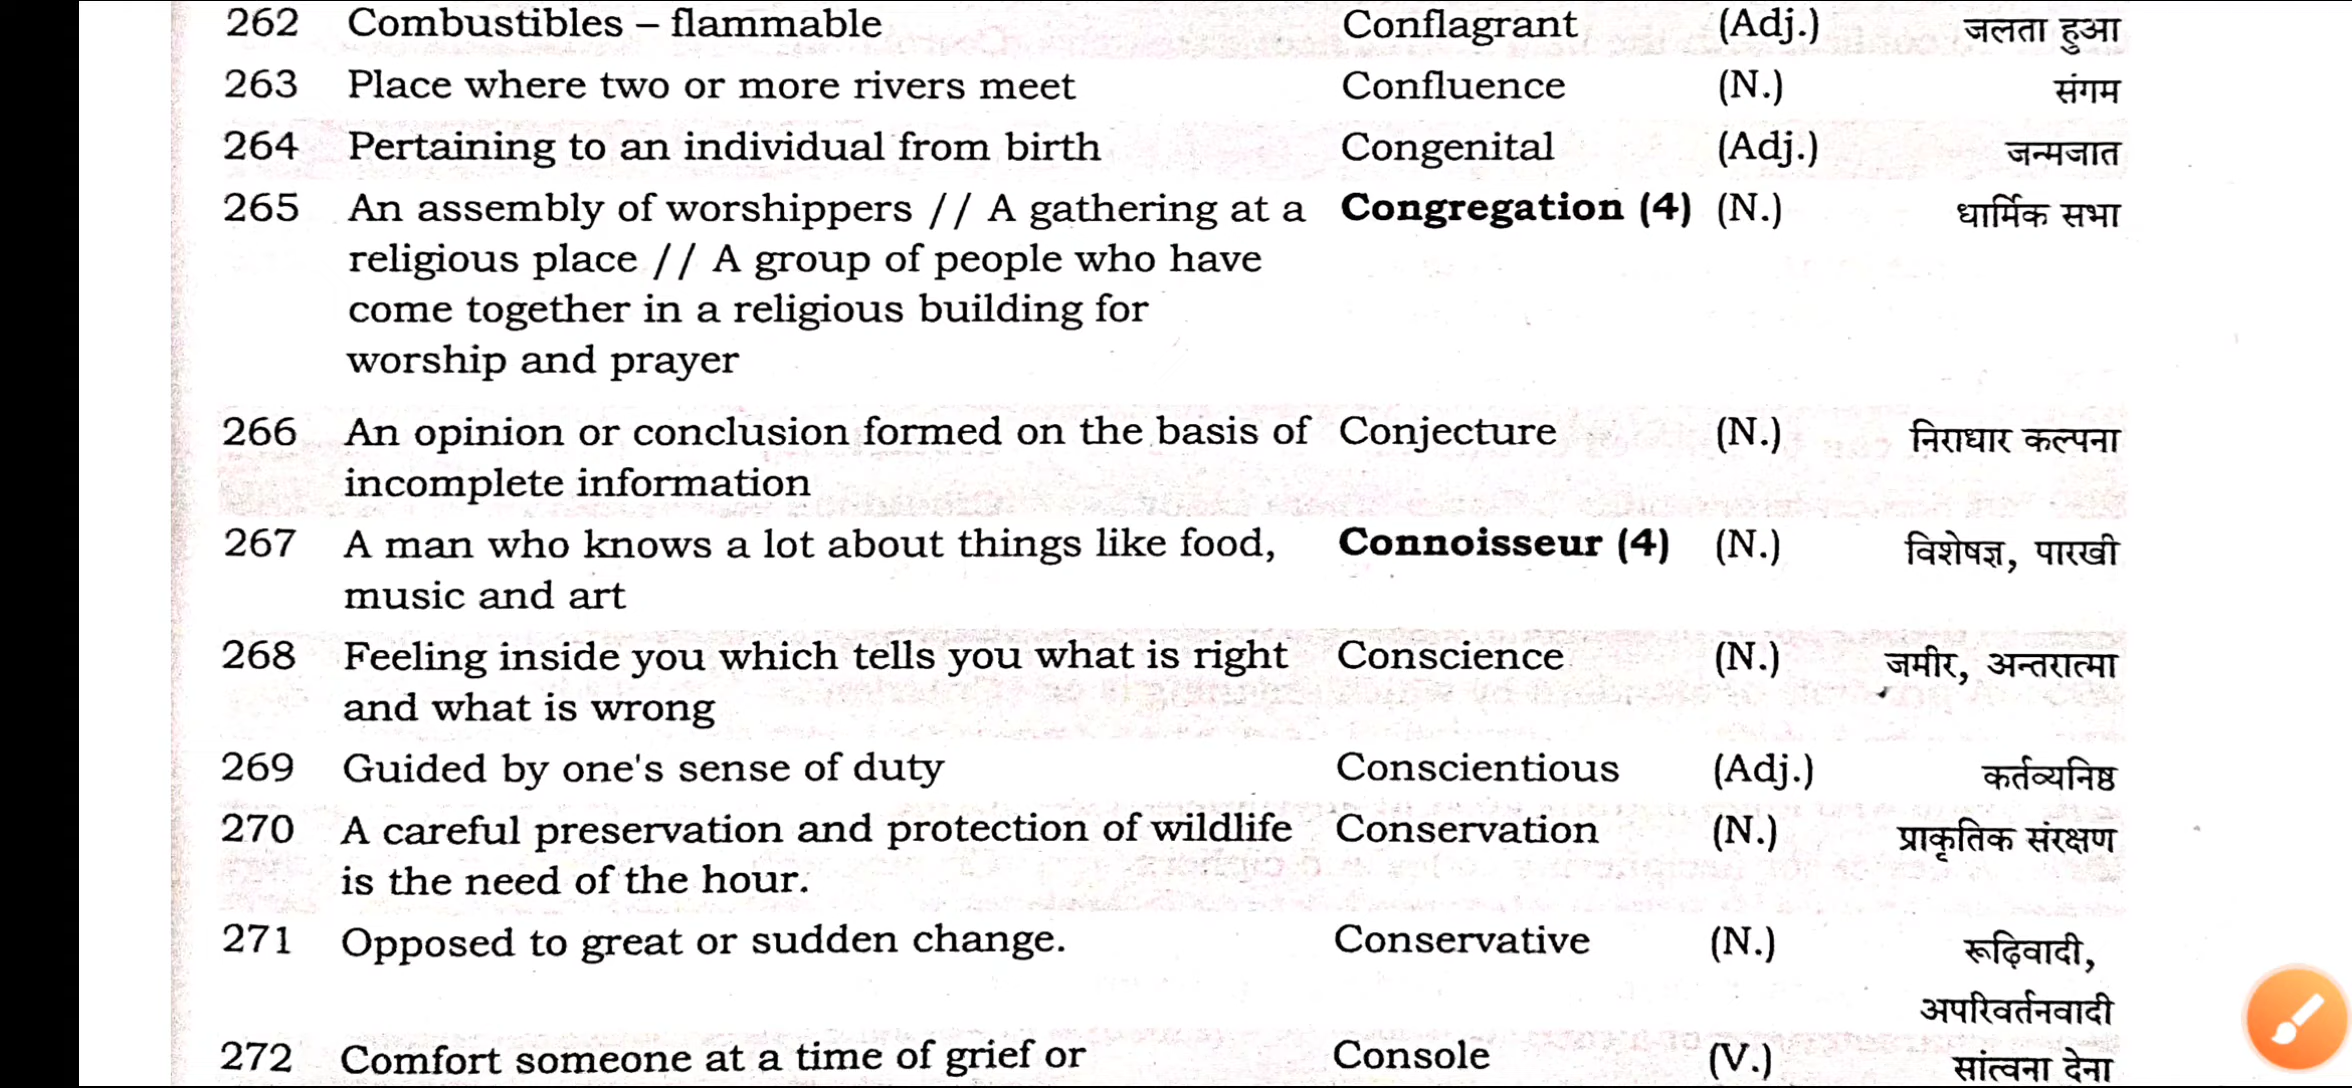 262 Combustibles – flammable Conflagrant (Adj.) जलता हुआ
263 Place where two or more rivers meet Confluence (N.) संगम
264 Pertaining to an individual from birth Congenital (Adj.) जन्मजात
265 An assembly of worshippers // A gathering at a Congregation (4) (N.) धार्मिक सभा
religious place // A group of people who have
come together in a religious building for
worship and prayer
266 An opinion or conclusion formed on the basis of Conjecture (N.) निराधार कल्पना
incomplete information
267 A man who knows a lot about things like food, Connoisseur (4) (N.) विशेषज्ञ, पारखी
music and art
268 Feeling inside you which tells you what is right Conscience (N.) जमीर, अन्तरात्मा
and what is wrong
269 Guided by one's sense of duty Conscientious (Adj.) कर्तव्यनिष्ठ
270 A careful preservation and protection of wildlife Conservation (N.) प्राकृतिक संरक्षण
is the need of the hour.
271 Opposed to great or sudden change. Conservative (N.) रूढ़िवादी,
अपरिवर्तनवादी
272 Comfort someone at a time of grief or Console (V.) सांत्वना देना